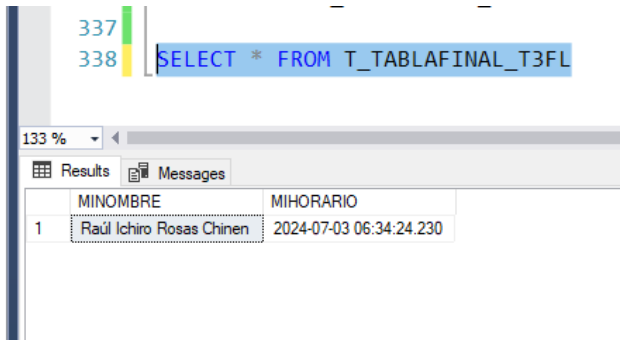 337
338 SELECT * FROM T_TABLAFINAL_T3FL
133 %
Results Messages
MINOMBRE MIHORARIO
1 Raúl Ichiro Rosas Chinen 2024-07-03 06:34:24.230